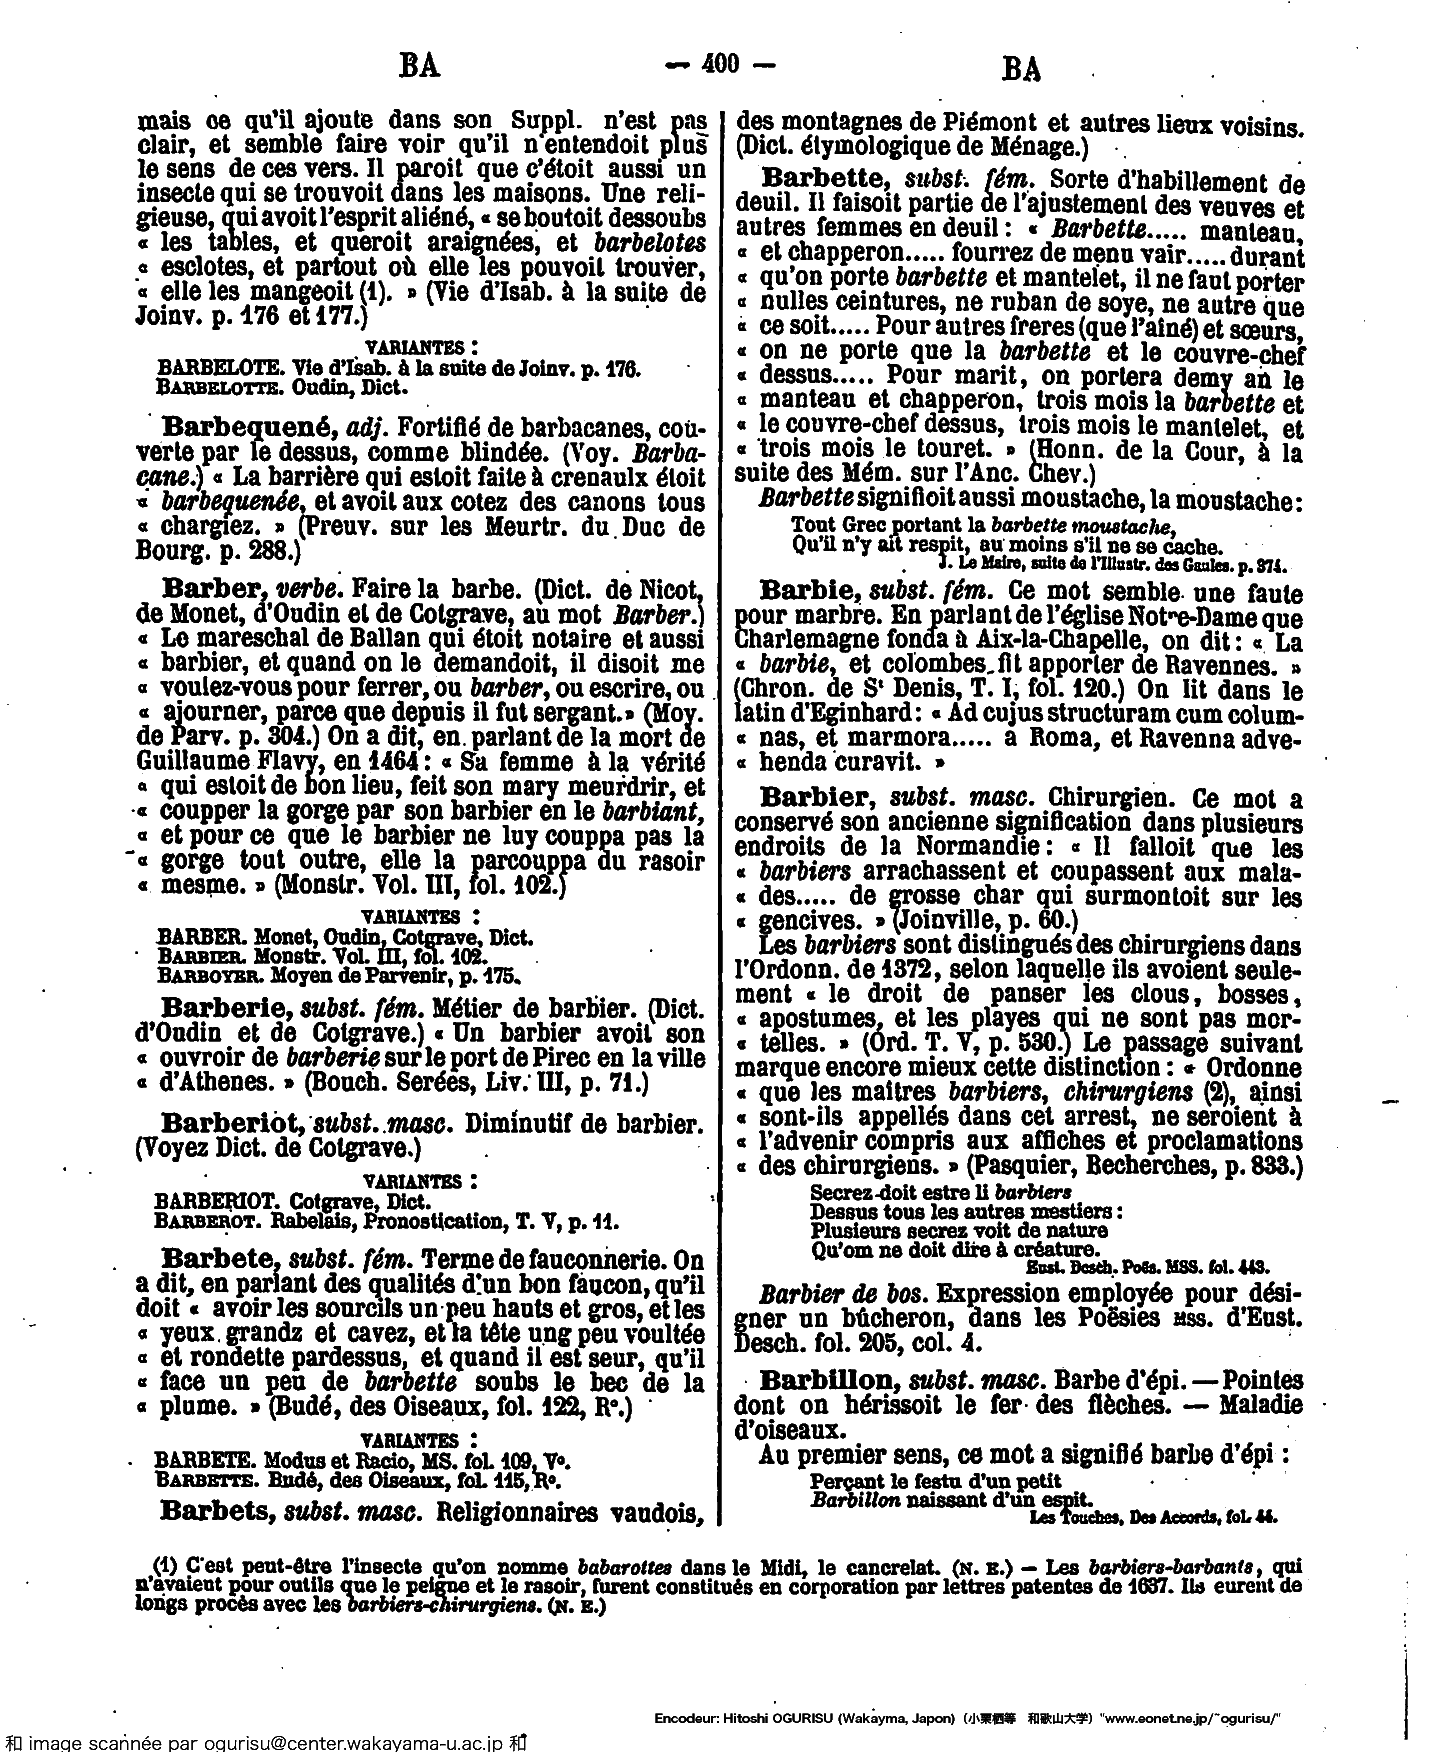 BA
— 400 —
BA
mais ce qu'il ajoute dans son Suppl. n'est pas
clair, et semble faire voir qu'il n'entendoit plus
le sens de ces vers. Il paroit que c'étoit aussi un
insecte qui se trouvoit dans les maisons. Une reli-
gieuse, qui avoit l'esprit aliéné, « se boutoit dessoubs
« les tables, et queroit araignées, et barbelotes
« esclotes, et partout où elle les pouvoit trouver,
« elle les mangeoit (1). » (Vie d'Isab. à la suite de
Joinv. p. 176 et 177.)
VARIANTES :
BARBELOTE. Vie d'Isab. à la suite de Joinv. p. 176.
BARBELOTTE. Oudin, Dict.
Barbequené, adj. Fortifié de barbacanes, cou-
verte par le dessus, comme blindée. (Voy. Barba-
cane.) « La barrière qui estoit faite à crenaulx étoit
« barbequenée, et avoit aux cotez des canons tous
« chargiez. » (Preuv. sur les Meurtr. du Duc de
Bourg. p. 288.)
Barber, verbe. Faire la barbe. (Dict. de Nicot,
de Monet, d'Oudin et de Cotgrave, au mot Barber.)
« Le mareschal de Ballan qui étoit notaire et aussi
« barbier, et quand on le demandoit, il disoit me
« voulez-vous pour ferrer, ou barber, ou escrire, ou
« ajourner, parce que depuis il fut sergant. » (Moy.
de Parv. p. 304.) On a dit, en parlant de la mort de
Guillaume Flavy, en 1464 : « Sa femme à la vérité
« qui estoit de bon lieu, feit son mary meurdrir, et
« coupper la gorge par son barbier en le barbiant,
« et pour ce que le barbier ne luy couppa pas la
« gorge tout outre, elle la parcouppa du rasoir
« mesme. » (Monstr. Vol. III, fol. 102.)
VARIANTES :
BARBER. Monet, Oudin, Cotgrave, Dict.
BARBIER. Monstr. Vol. III, fol. 102.
BARBOYER. Moyen de Parvenir, p. 175.
Barberie, subst. fém. Métier de barbier. (Dict.
d'Oudin et de Cotgrave.) « Un barbier avoit son
« ouvroir de barberie sur le port de Pirec en la ville
« d'Athenes. » (Bouch. Serées, Liv. III, p. 71.)
Barberiot, subst. masc. Diminutif de barbier.
(Voyez Dict. de Cotgrave.)
VARIANTES :
BARBERIOT. Cotgrave, Dict.
BARBEROT. Rabelais, Pronostication, T. V, p. 11.
Barbete, subst. fém. Terme de fauconnerie. On
a dit, en parlant des qualités d'un bon faucon, qu'il
doit « avoir les sourcils un peu hauts et gros, et les
« yeux grandz et cavez, et la tête ung peu voultée
« et rondette pardessus, et quand il est seur, qu'il
« face un peu de barbette soubs le bec de la
« plume. » (Budé, des Oiseaux, fol. 122, R°.)
VARIANTES :
BARBETE. Modus et Racio, MS. fol. 109, V°.
BARBETTE. Budé, des Oiseaux, fol. 115, R°.
Barbets, subst. masc. Religionnaires vaudois,
des montagnes de Piémont et autres lieux voisins.
(Dict. étymologique de Ménage.)
Barbette, subst. fém. Sorte d'habillement de
deuil. Il faisoit partie de l'ajustement des veuves et
autres femmes en deuil : « Barbette..... manteau,
« et chapperon..... fourrez de menu vair..... durant
« qu'on porte barbette et mantelet, il ne faut porter
« nulles ceintures, ne ruban de soye, ne autre que
« ce soit..... Pour autres freres (que l'aîné) et sœurs,
« on ne porte que la barbette et le couvre-chef
« dessus..... Pour marit, on portera demy an le
« manteau et chapperon, trois mois la barbette et
« le couvre-chef dessus, trois mois le mantelet, et
« trois mois le touret. » (Honn. de la Cour, à la
suite des Mém. sur l'Anc. Chev.)
Barbette signifioit aussi moustache, la moustache :
Tout Grec portant la barbette moustache,
Qu'il n'y ait respit, au moins s'il ne se cache.
J. Le Maire, suite de l'Illustr. des Gaules. p. 374.
Barbie, subst. fém. Ce mot semble une faute
pour marbre. En parlant de l'église Notre-Dame que
Charlemagne fonda à Aix-la-Chapelle, on dit : « La
« barbie, et colombes fit apporter de Ravennes. »
(Chron. de St Denis, T. I, fol. 120.) On lit dans le
latin d'Eginhard : « Ad cujus structuram cum colum-
« nas, et marmora..... a Roma, et Ravenna adve-
« henda curavit. »
Barbier, subst. masc. Chirurgien. Ce mot a
conservé son ancienne signification dans plusieurs
endroits de la Normandie : « Il falloit que les
« barbiers arrachassent et coupassent aux mala-
« des..... de grosse char qui surmontoit sur les
« gencives. » (Joinville, p. 60.)
Les barbiers sont distingués des chirurgiens dans
l'Ordonn. de 1372, selon laquelle ils avoient seule-
ment « le droit de panser les clous, bosses,
« apostumes, et les playes qui ne sont pas mor-
« telles. » (Ord. T. V, p. 530.) Le passage suivant
marque encore mieux cette distinction : « Ordonne
« que les maitres barbiers, chirurgiens (2), ainsi
« sont-ils appellés dans cet arrest, ne seroient à
« l'advenir compris aux affiches et proclamations
« des chirurgiens. » (Pasquier, Recherches, p. 833.)
Secrez doit estre li barbiers
Dessus tous les autres mestiers :
Plusieurs secrez voit de nature
Qu'om ne doit dire à créature.
Eust. Desch. Poës. MSS. fol. 443.
Barbier de bos. Expression employée pour dési-
gner un bûcheron, dans les Poësies MSS. d'Eust.
Desch. fol. 205, col. 4.
Barbillon, subst. masc. Barbe d'épi. — Pointes
dont on hérissoit le fer des flèches. — Maladie
d'oiseaux.
Au premier sens, ce mot a signifié barbe d'épi :
Perçant le festu d'un petit
Barbillon naissant d'un espit.
Les Touches, Des Accords, fol. 44.
(1) C'est peut-être l'insecte qu'on nomme babarottes dans le Midi, le cancrelat. (N. E.) — Les barbiers-barbants, qui
n'avaient pour outils que le peigne et le rasoir, furent constitués en corporation par lettres patentes de 1637. Ils eurent de
longs procès avec les barbiers-chirurgiens. (N. E.)
Encodeur: Hitoshi OGURISU (Wakayma, Japon) (小栗栖等 和歌山大学) "www.eonet.ne.jp/~ogurisu/"
和 image scannée par ogurisu@center.wakayama-u.ac.jp 和